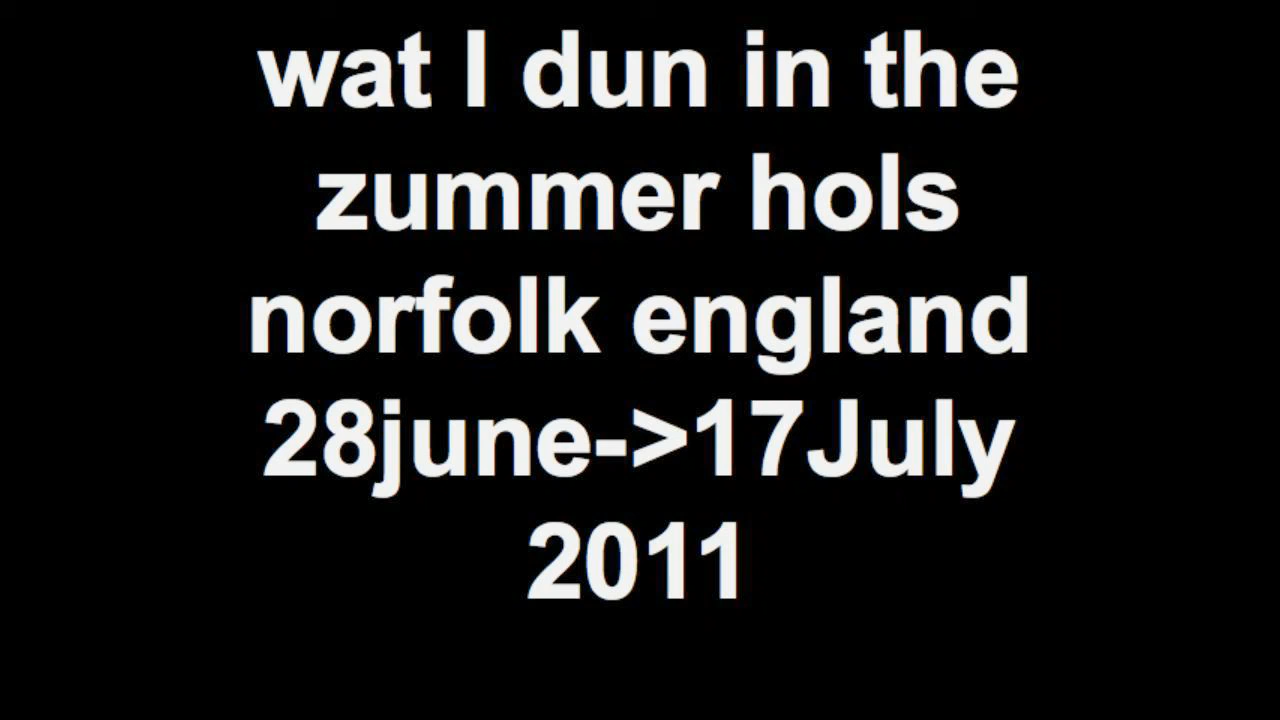 wat I dun in the
zummer hols
norfolk england
28june->17July
2011